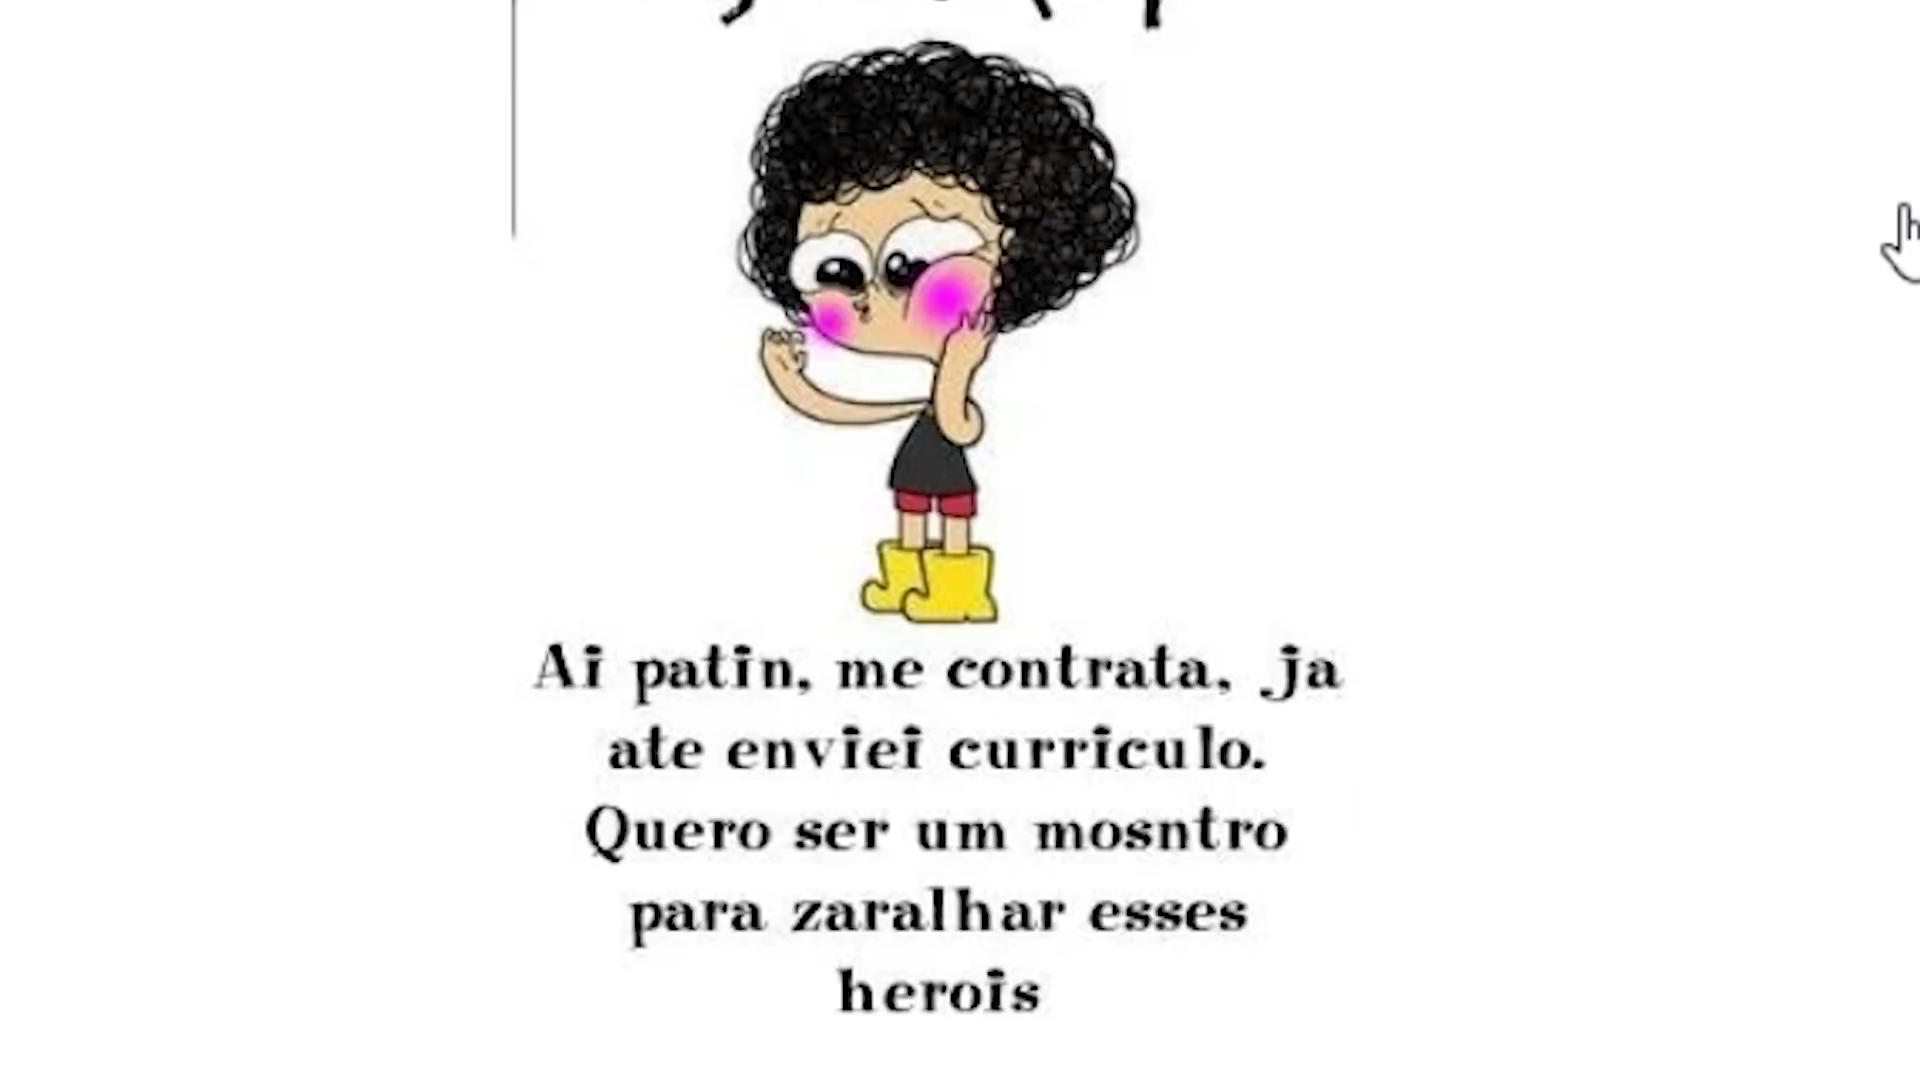 Ai patin, me contrata, ja
ate enviei curriculo.
Quero ser um mosntro
para zaralhar esses
herois